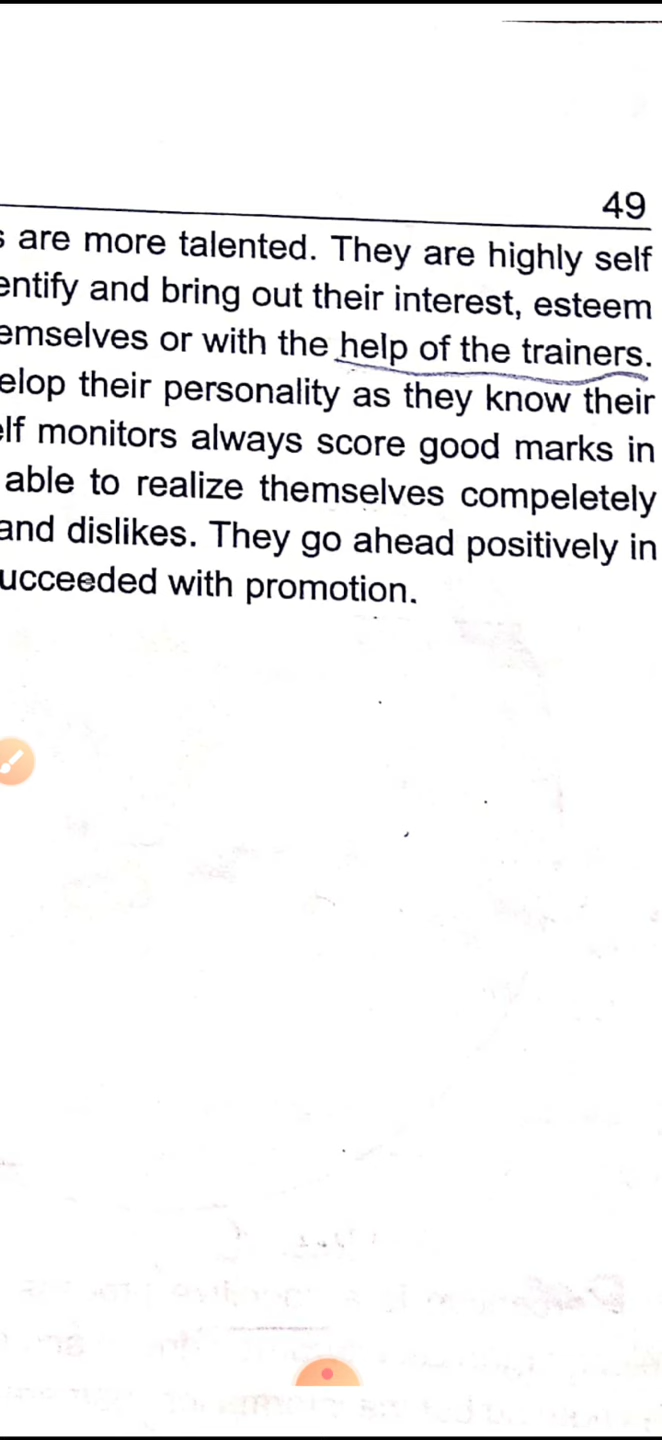 49
s are more talented. They are highly self
entify and bring out their interest, esteem
emselves or with the help of the trainers.
elop their personality as they know their
elf monitors always score good marks in
able to realize themselves compeletely
and dislikes. They go ahead positively in
ucceeded with promotion.